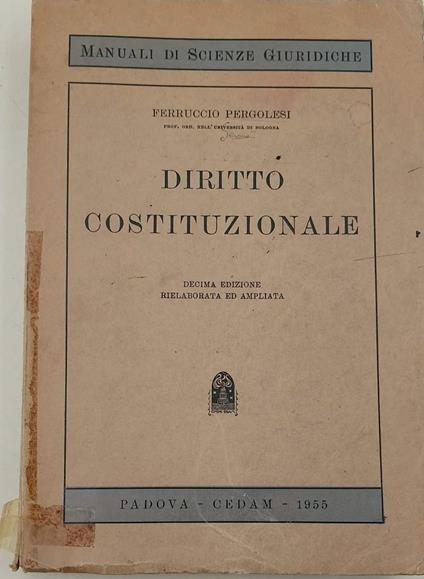 MANUALI DI SCIENZE GIURIDICHE
FERRUCCIO PERGOLESI
PROF. ORD. NELL'UNIVERSITÀ DI BOLOGNA
DIRITTO
COSTITUZIONALE
DECIMA EDIZIONE
RIELABORATA ED AMPLIATA
PADOVA - CEDAM - 1955